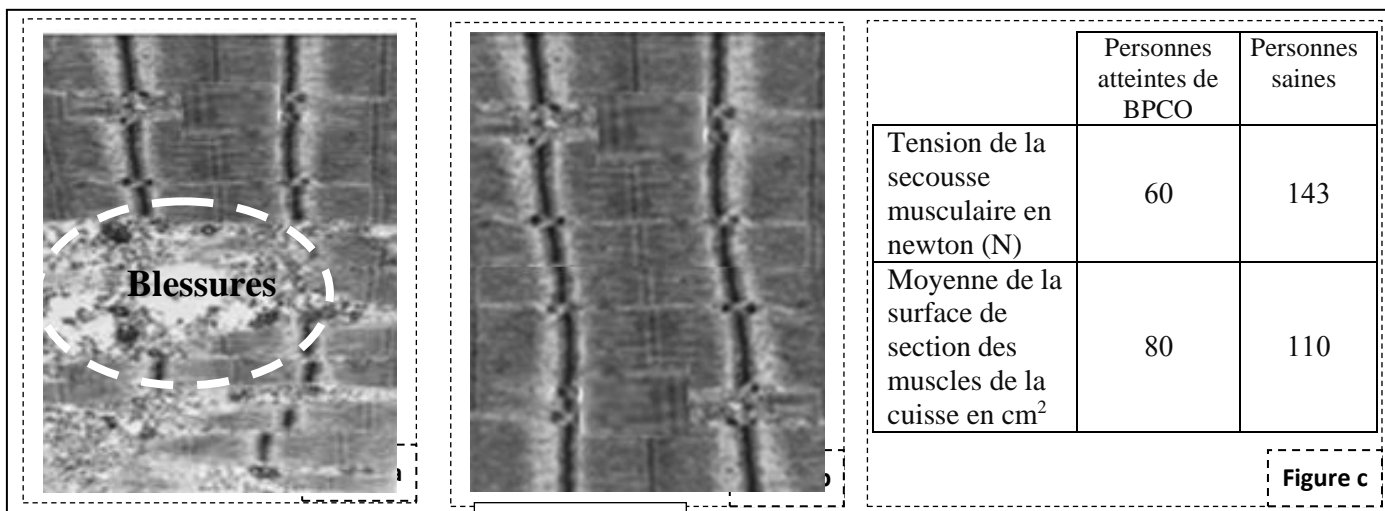 Blessures
a
b
Personnes
atteintes de
BPCO
Personnes
saines
Tension de la
secousse
musculaire en
newton (N)
60
143
Moyenne de la
surface de
section des
muscles de la
cuisse en cm²
80
110
Figure c